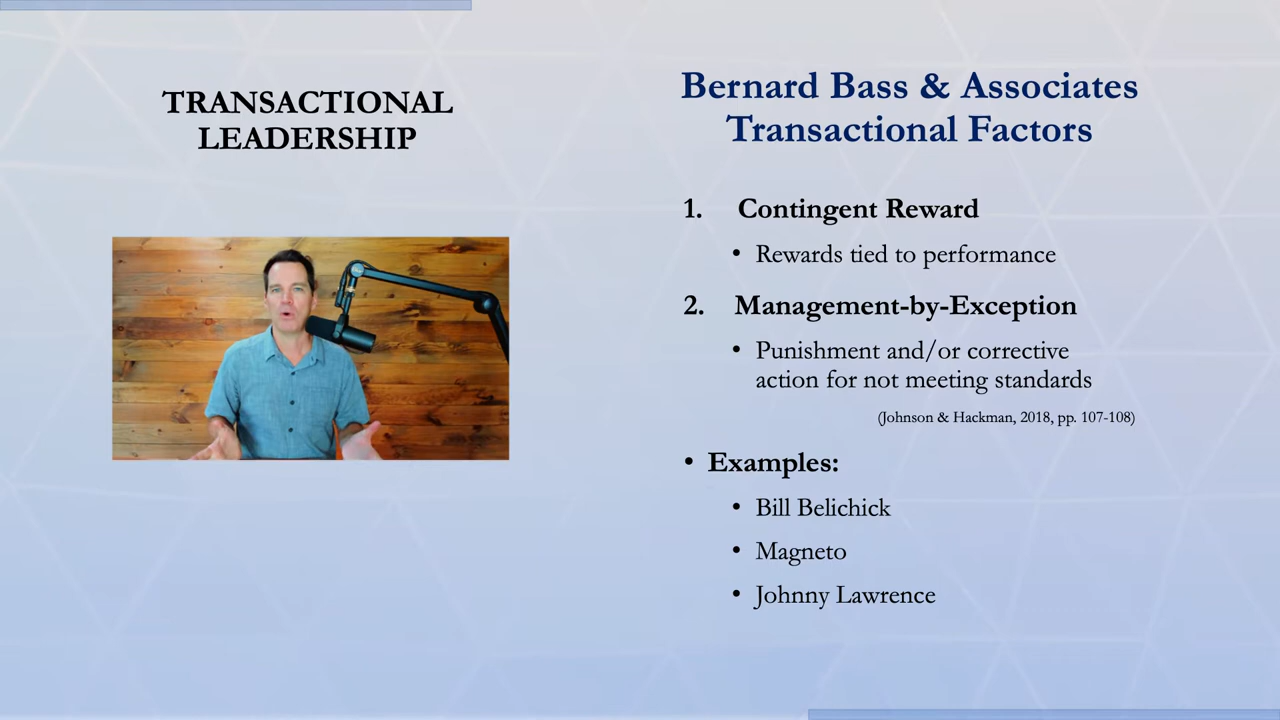 TRANSACTIONAL
LEADERSHIP
Bernard Bass & Associates
Transactional Factors
1. Contingent Reward
• Rewards tied to performance
2. Management-by-Exception
• Punishment and/or corrective
action for not meeting standards
(Johnson & Hackman, 2018, pp. 107-108)
• Examples:
• Bill Belichick
• Magneto
• Johnny Lawrence